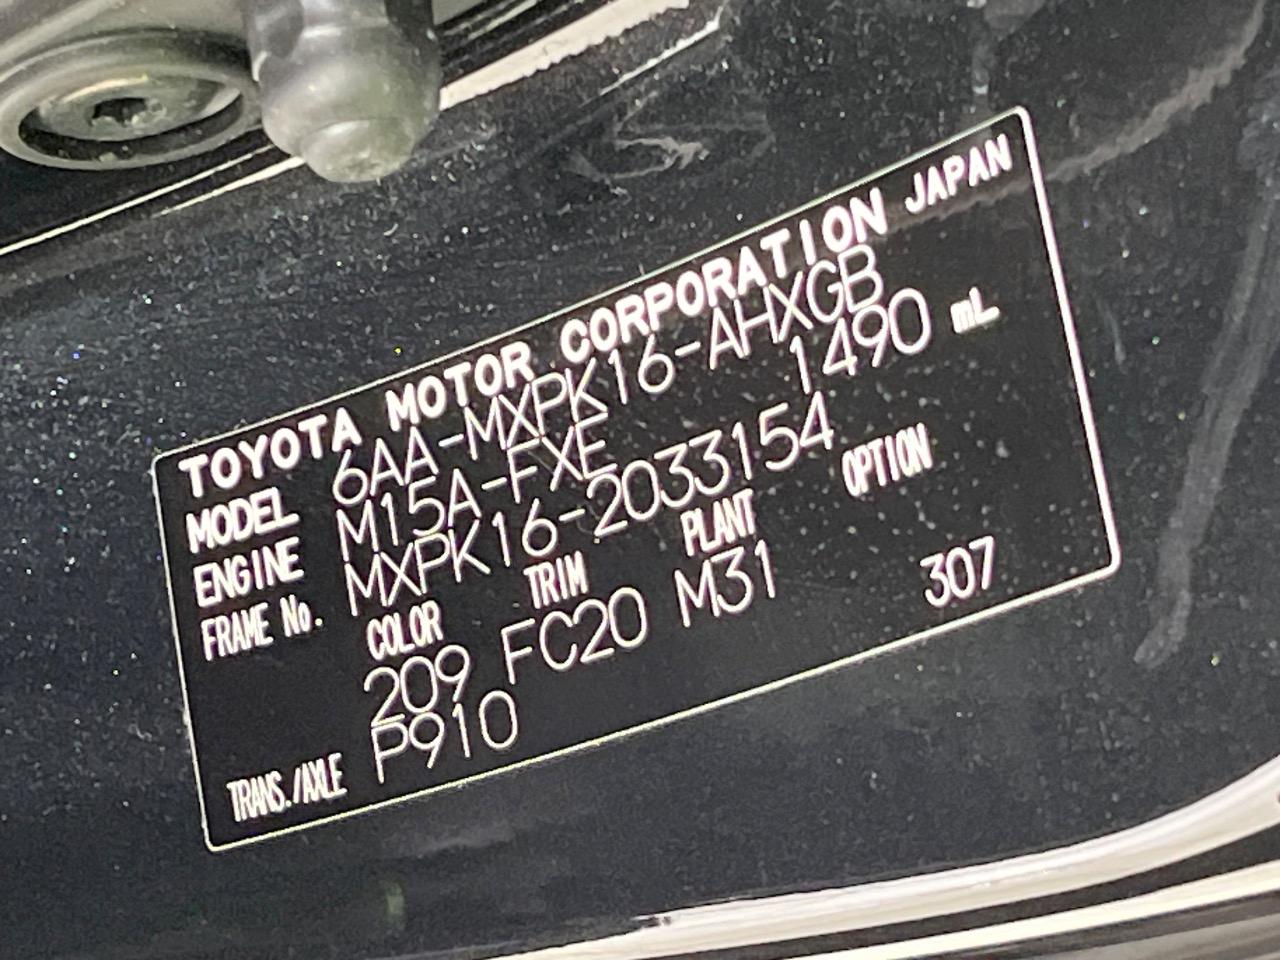 TOYOTA MOTOR CORPORATION JAPAN
MODEL 6AA-MXPK16-AHXGB
ENGINE M15A-FXE 1490 mL
FRAME No. MXPK16-2033154
COLOR TRIM PLANT OPTION
209 FC20 M31 307
TRANS./AXLE P910